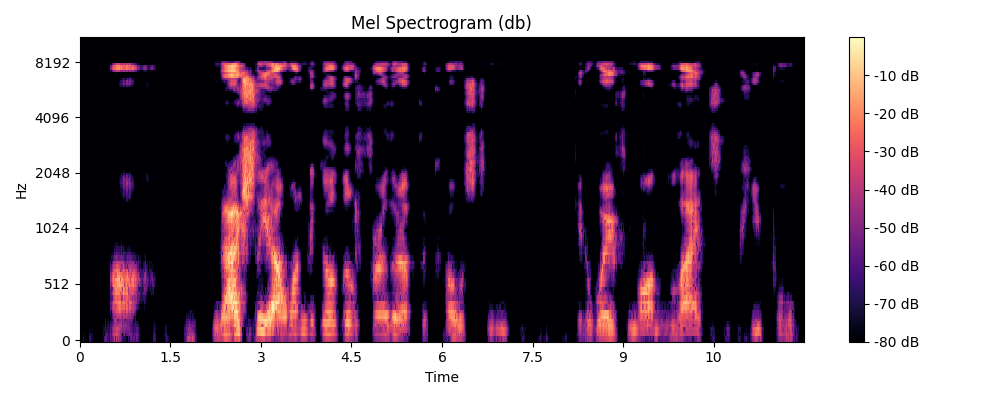 Mel Spectrogram (db)
Hz
8192
4096
2048
1024
512
0
0 1.5 3 4.5 6 7.5 9 10
Time
-10 dB
-20 dB
-30 dB
-40 dB
-50 dB
-60 dB
-70 dB
-80 dB